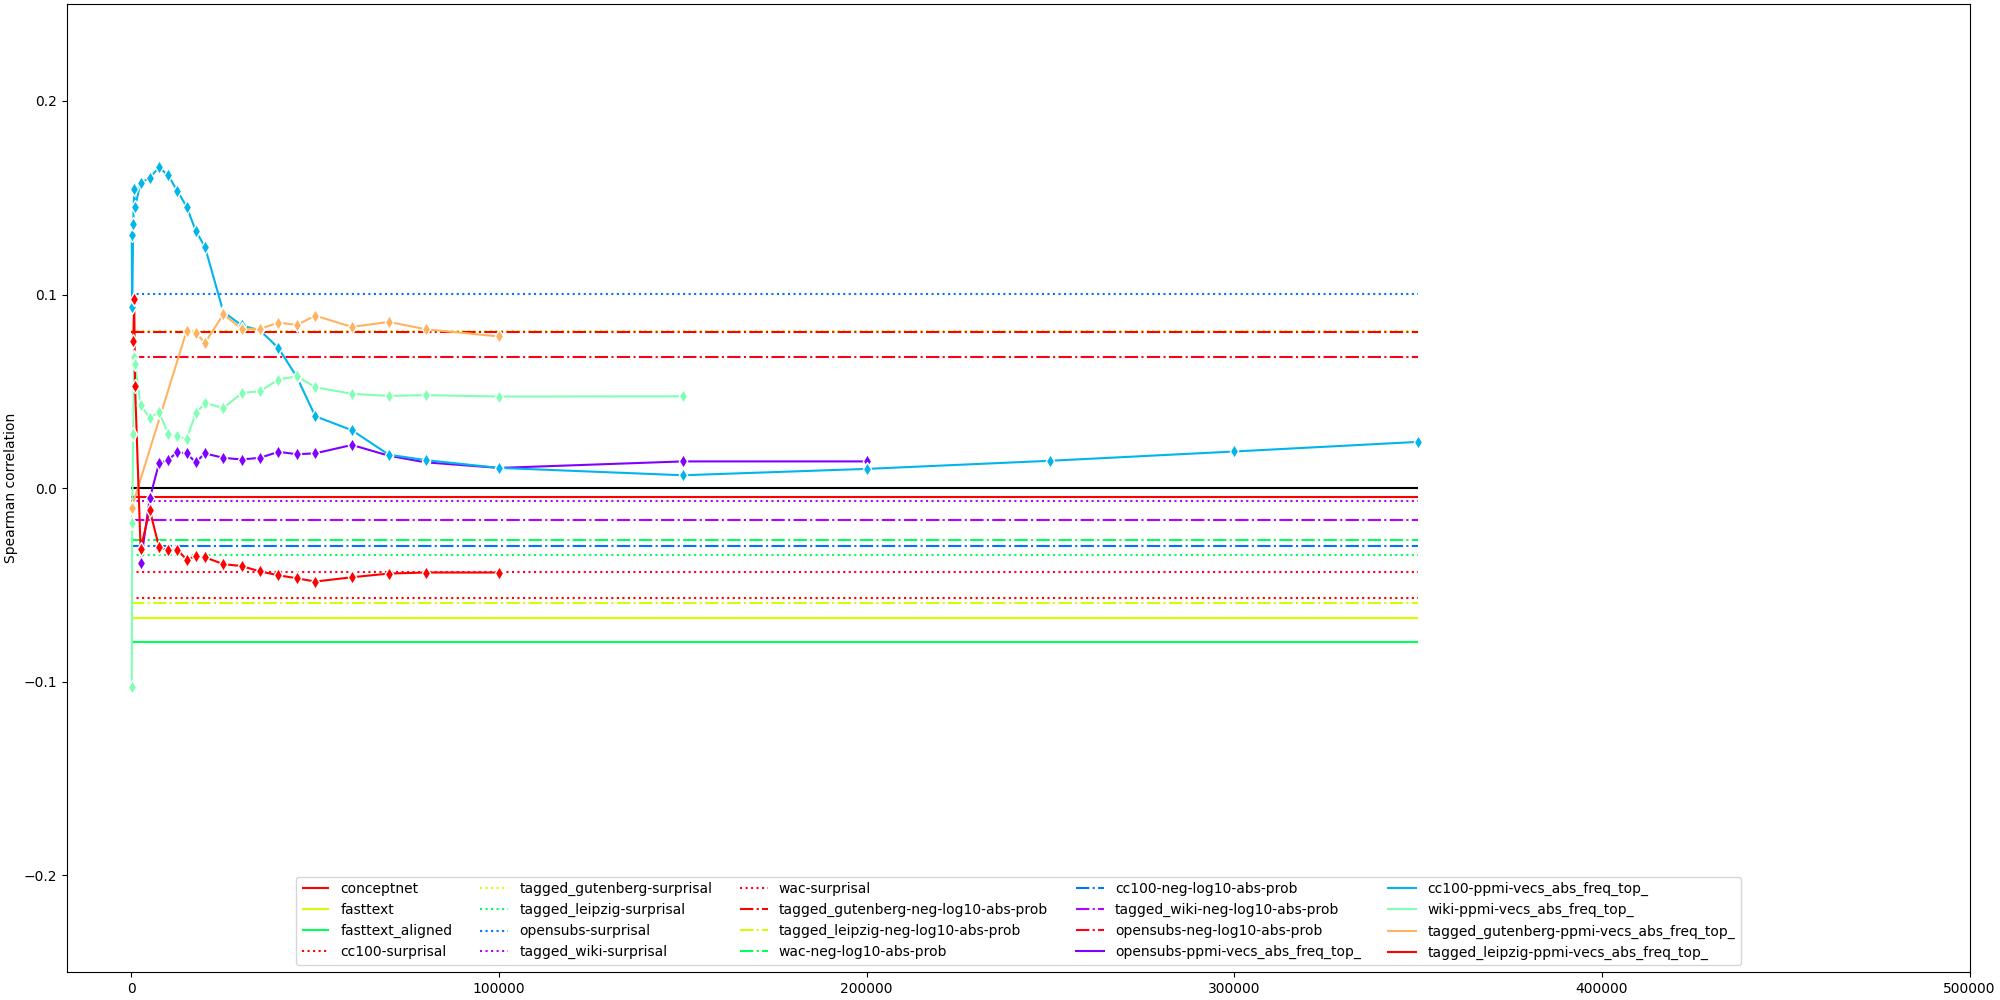 0.2
0.1
0.0
−0.1
−0.2
Spearman correlation
conceptnet
fasttext
fasttext_aligned
cc100-surprisal
tagged_gutenberg-surprisal
tagged_leipzig-surprisal
opensubs-surprisal
tagged_wiki-surprisal
wac-surprisal
tagged_gutenberg-neg-log10-abs-prob
tagged_leipzig-neg-log10-abs-prob
wac-neg-log10-abs-prob
cc100-neg-log10-abs-prob
tagged_wiki-neg-log10-abs-prob
opensubs-neg-log10-abs-prob
opensubs-ppmi-vecs_abs_freq_top_
cc100-ppmi-vecs_abs_freq_top_
wiki-ppmi-vecs_abs_freq_top_
tagged_gutenberg-ppmi-vecs_abs_freq_top_
tagged_leipzig-ppmi-vecs_abs_freq_top_
0 100000 200000 300000 400000 500000